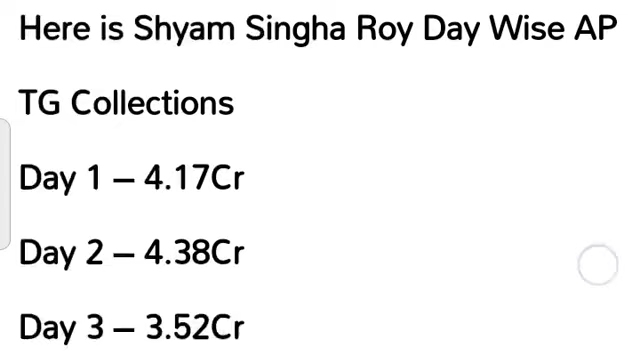 Here is Shyam Singha Roy Day Wise AP
TG Collections
Day 1 – 4.17Cr
Day 2 – 4.38Cr
Day 3 – 3.52Cr